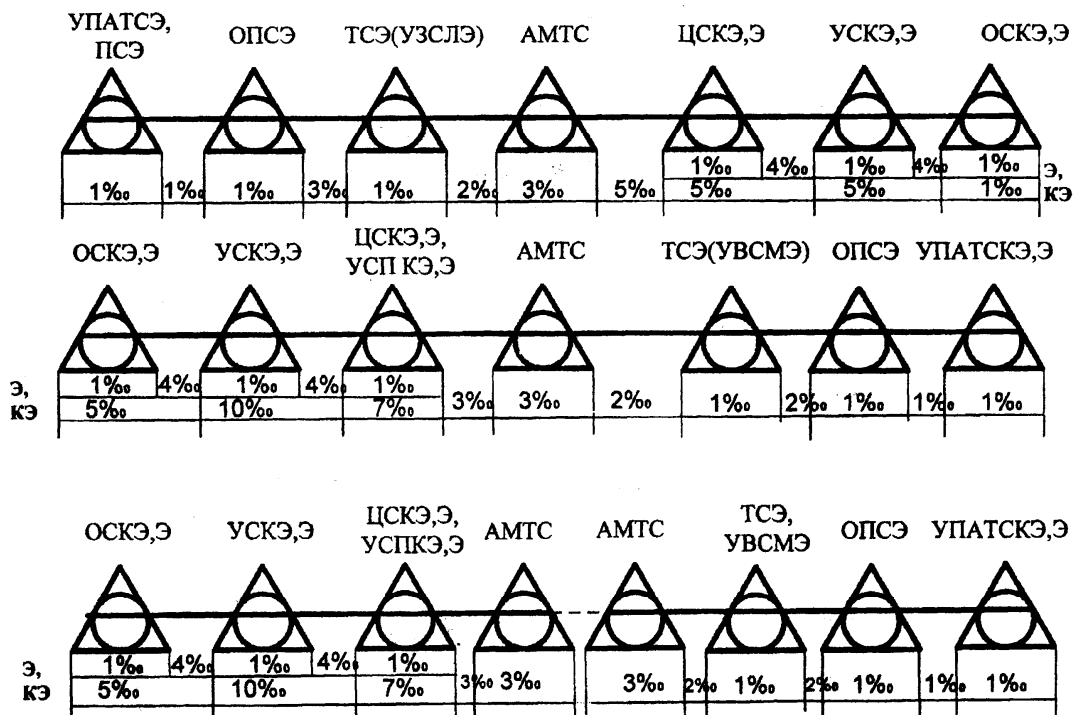 УПАТСЭ,
ПСЭ
ОПСЭ
ТСЭ(УЗСЛЭ)
АМТС
ЦСКЭ,Э
УСКЭ,Э
ОСКЭ,Э
1‰ 4‰ 1‰ 4‰ 1‰
1‰ 1‰ 1‰ 3‰ 1‰ 2‰ 3‰ 5‰ 5‰ 5‰ 1‰
Э,
КЭ
ОСКЭ,Э
УСКЭ,Э
ЦСКЭ,Э,
УСП КЭ,Э
АМТС
ТСЭ(УВСМЭ)
ОПСЭ
УПАТСКЭ,Э
Э,
КЭ
1‰ 4‰ 1‰ 4‰ 1‰
5‰ 10‰ 7‰ 3‰ 3‰ 2‰ 1‰ 2‰ 1‰ 1‰ 1‰
ОСКЭ,Э
УСКЭ,Э
ЦСКЭ,Э,
УСПКЭ,Э
АМТС
АМТС
ТСЭ,
УВСМЭ
ОПСЭ
УПАТСКЭ,Э
Э,
КЭ
1‰ 4‰ 1‰ 4‰ 1‰
5‰ 10‰ 7‰ 3‰ 3‰ 3‰ 2‰ 1‰ 2‰ 1‰ 1‰ 1‰